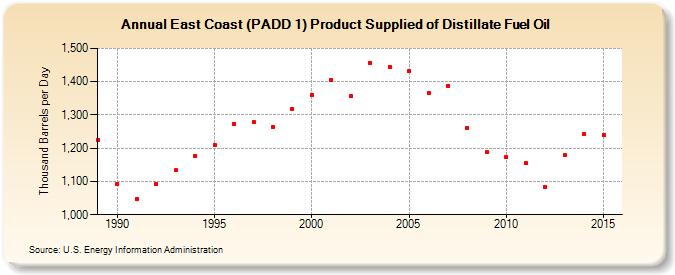 Annual East Coast (PADD 1) Product Supplied of Distillate Fuel Oil
Thousand Barrels per Day
1,500
1,400
1,300
1,200
1,100
1,000
1990 1995 2000 2005 2010 2015
Source: U.S. Energy Information Administration